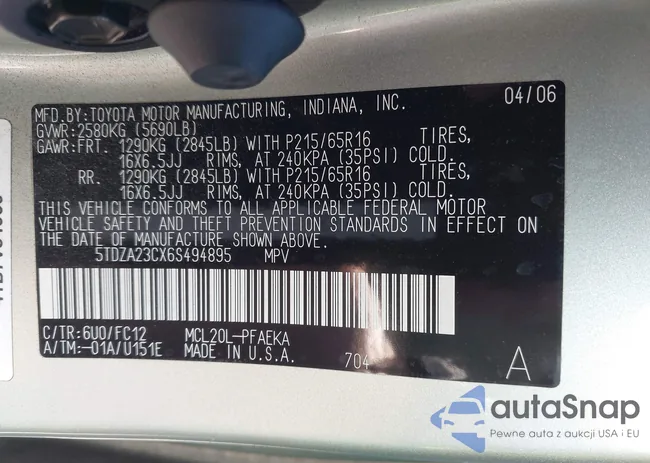 MFD.BY:TOYOTA MOTOR MANUFACTURING, INDIANA, INC. 04/06
GVWR:2580KG (5690LB)
GAWR:FRT. 1290KG (2845LB) WITH P215/65R16 TIRES,
16X6.5JJ RIMS, AT 240KPA (35PSI) COLD.
RR. 1290KG (2845LB) WITH P215/65R16 TIRES,
16X6.5JJ RIMS, AT 240KPA (35PSI) COLD.
THIS VEHICLE CONFORMS TO ALL APPLICABLE FEDERAL MOTOR
VEHICLE SAFETY AND THEFT PREVENTION STANDARDS IN EFFECT ON
THE DATE OF MANUFACTURE SHOWN ABOVE.
5TDZA23CX6S494895 MPV
C/TR:6U0/FC12 MCL20L-PFAEKA
A/TM:-01A/U151E MADE IN U.S.A. 704 A
autaSnap
Pewne auta z aukcji USA i EU